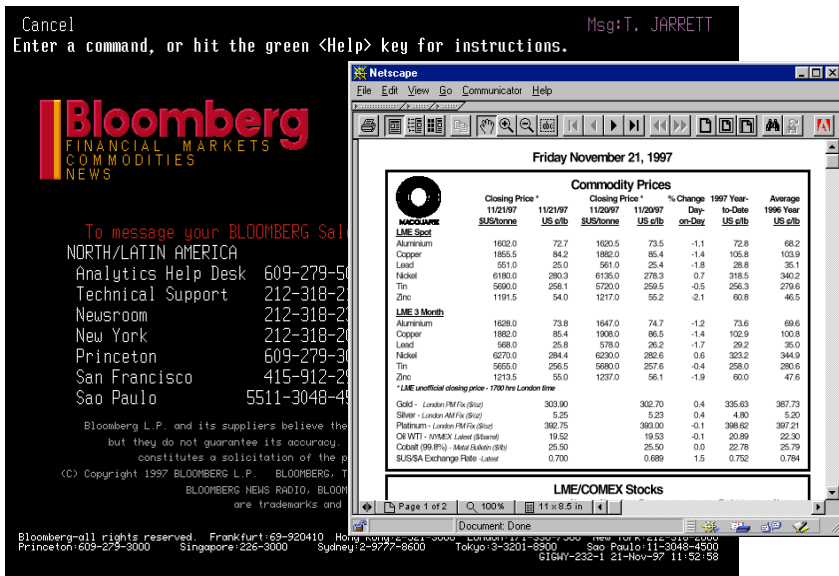 Cancel Msg:T. JARRETT
Enter a command, or hit the green <Help> key for instructions.
Bloomberg
FINANCIAL MARKETS
COMMODITIES
NEWS
To message your BLOOMBERG Sal
NORTH/LATIN AMERICA
Analytics Help Desk 609-279-50
Technical Support 212-318-21
Newsroom 212-318-23
New York 212-318-20
Princeton 609-279-30
San Francisco 415-912-29
Sao Paulo 5511-3048-45
Bloomberg L.P. and its suppliers believe the
but they do not guarantee its accuracy.
constitutes a solicitation of the p
(C) Copyright 1997 BLOOMBERG L.P. BLOOMBERG, T
BLOOMBERG NEWS RADIO, BLOOM
are trademarks and
Bloomberg-all rights reserved. Frankfurt:69-920410
Princeton:609-279-3000 Singapore:226-3000 Sydney:2-9777-8600 Tokyo:3-3201-8900 Sao Paulo:11-3048-4500
GIGWY-232-1 21-Nov-97 11:52:58
Netscape
File Edit View Go Communicator Help
Friday November 21, 1997
MACQUARIE
Commodity Prices
Closing Price * Closing Price * % Change 1997 Year- Average
11/21/97 11/21/97 11/20/97 11/20/97 Day- to-Date 1996 Year
$US/tonne US ¢/lb $US/tonne US ¢/lb on-Day US ¢/lb US ¢/lb
LME Spot
Aluminium 1602.0 72.7 1620.5 73.5 -1.1 72.8 68.2
Copper 1855.5 84.2 1882.0 85.4 -1.4 105.8 103.9
Lead 551.0 25.0 561.0 25.4 -1.8 28.8 35.1
Nickel 6180.0 280.3 6135.0 278.3 0.7 318.5 340.2
Tin 5690.0 258.1 5720.0 259.5 -0.5 256.3 279.6
Zinc 1191.5 54.0 1217.0 55.2 -2.1 60.8 46.5
LME 3 Month
Aluminium 1628.0 73.8 1647.0 74.7 -1.2 73.6 69.6
Copper 1882.0 85.4 1908.0 86.5 -1.4 102.9 100.8
Lead 568.0 25.8 578.0 26.2 -1.7 29.2 35.0
Nickel 6270.0 284.4 6230.0 282.6 0.6 323.2 344.9
Tin 5655.0 256.5 5680.0 257.6 -0.4 258.0 280.6
Zinc 1213.5 55.0 1237.0 56.1 -1.9 60.0 47.6
* LME unofficial closing price - 1700 hrs London time
Gold - London PM Fix ($/oz) 303.90 302.70 0.4 335.63 387.73
Silver - London AM Fix ($/oz) 5.25 5.23 0.4 4.80 5.20
Platinum - London PM Fix ($/oz) 392.75 393.00 -0.1 398.62 397.21
Oil WTI - NYMEX Latest ($/barrel) 19.52 19.53 -0.1 20.89 22.30
Cobalt (99.8%) - Metal Bulletin ($/lb) 25.50 25.50 0.0 22.78 25.79
$US/$A Exchange Rate - Latest 0.700 0.689 1.5 0.752 0.784
LME/COMEX Stocks
Page 1 of 2 100% 11 x 8.5 in
Document: Done